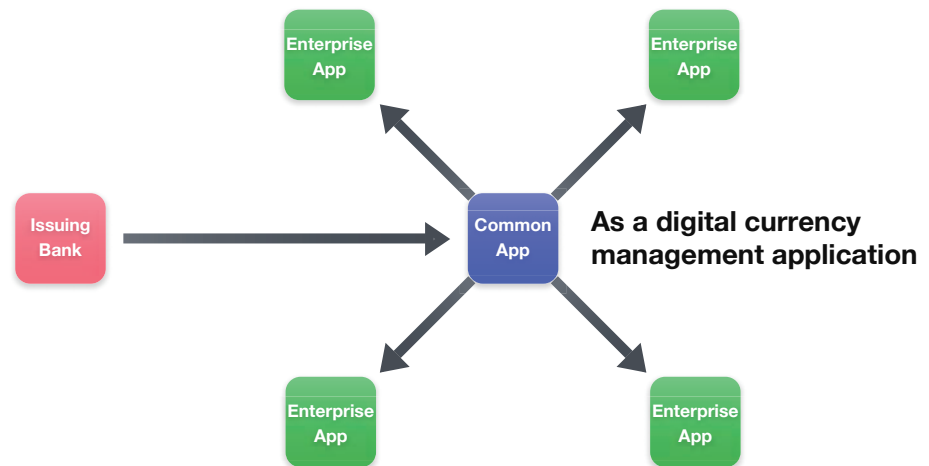 Enterprise
App
Enterprise
App
Issuing
Bank
Common
App
As a digital currency
management application
Enterprise
App
Enterprise
App